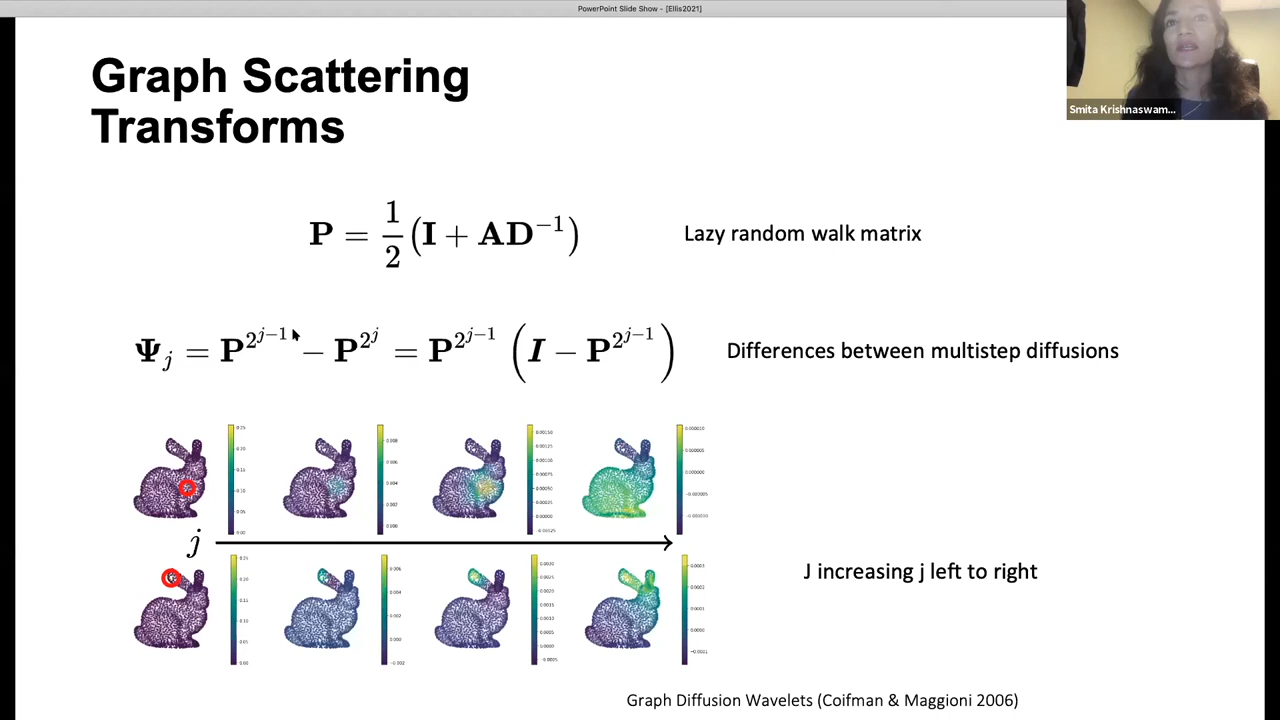 PowerPoint Slide Show - [Ellis2021]
Smita Krishnaswam...
Graph Scattering
Transforms
P = 1/2 (I + AD⁻¹)
Lazy random walk matrix
Ψ_j = P^{2^{j-1}} − P^{2^j} = P^{2^{j-1}} (I − P^{2^{j-1}})
Differences between multistep diffusions
j
J increasing j left to right
Graph Diffusion Wavelets (Coifman & Maggioni 2006)